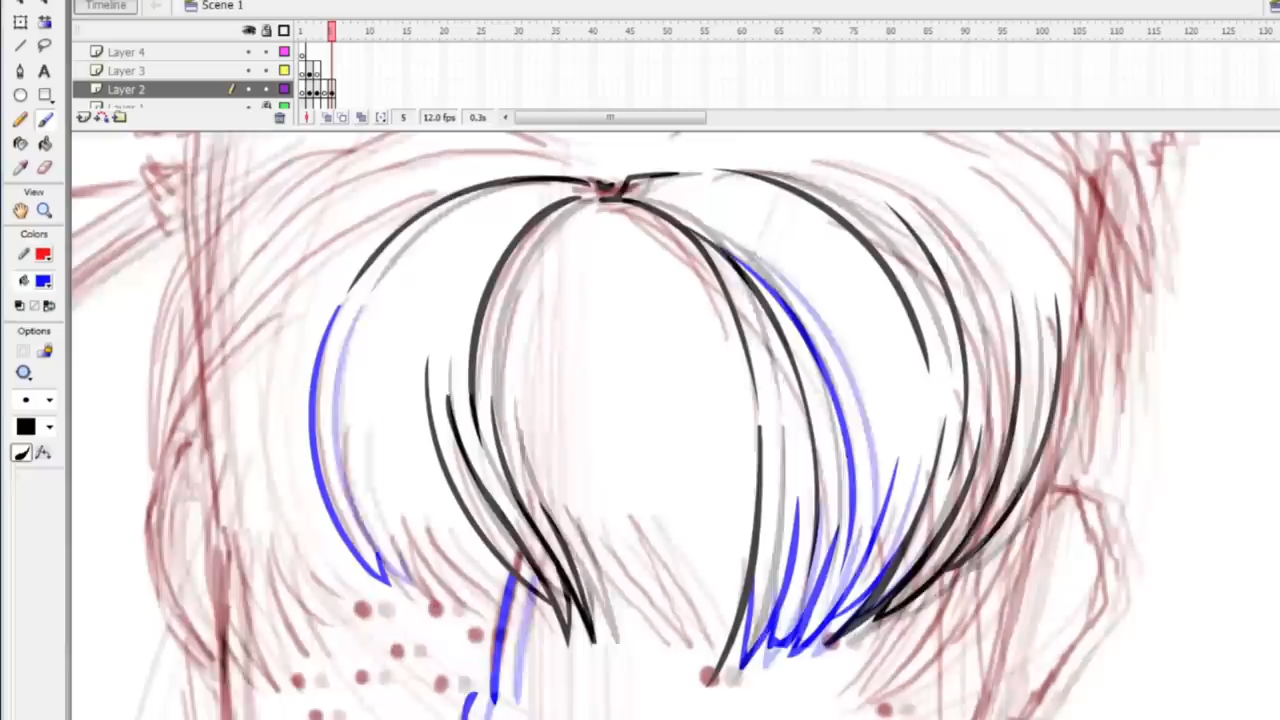 Timeline
Scene 1
1 10 15 20 25 30 35 40 45 50 55 60 65 70 75 80 85 90 95 100 105 110 115 120 125 130
Layer 4
Layer 3
Layer 2
5 12.0 fps 0.3s
View
Colors
Options